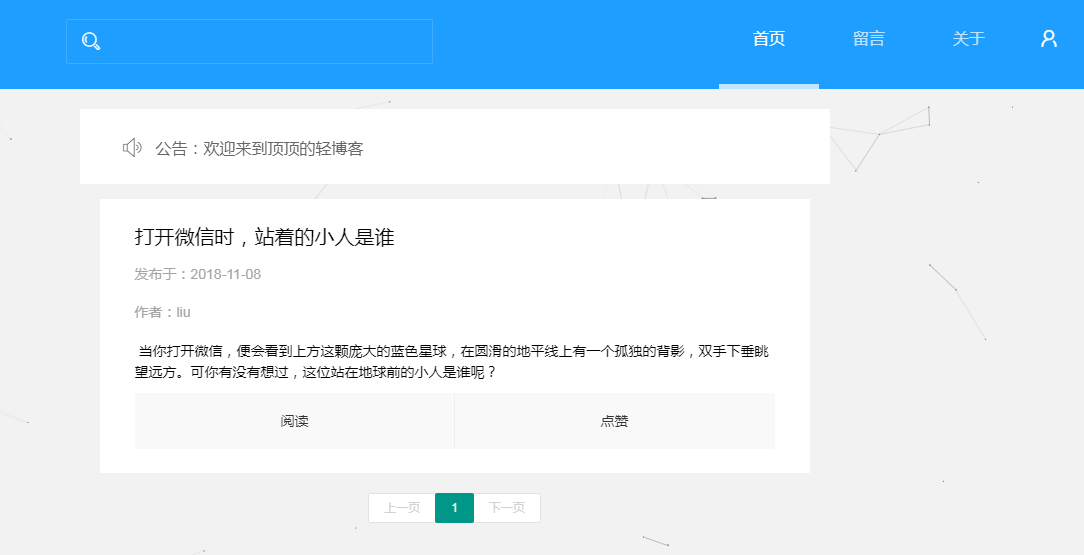 首页 留言 关于
公告：欢迎来到顶顶的轻博客
打开微信时，站着的小人是谁
发布于：2018-11-08
作者：liu
当你打开微信，便会看到上方这颗庞大的蓝色星球，在圆滑的地平线上有一个孤独的背影，双手下垂眺
望远方。可你有没有想过，这位站在地球前的小人是谁呢？
阅读 点赞
上一页 1 下一页